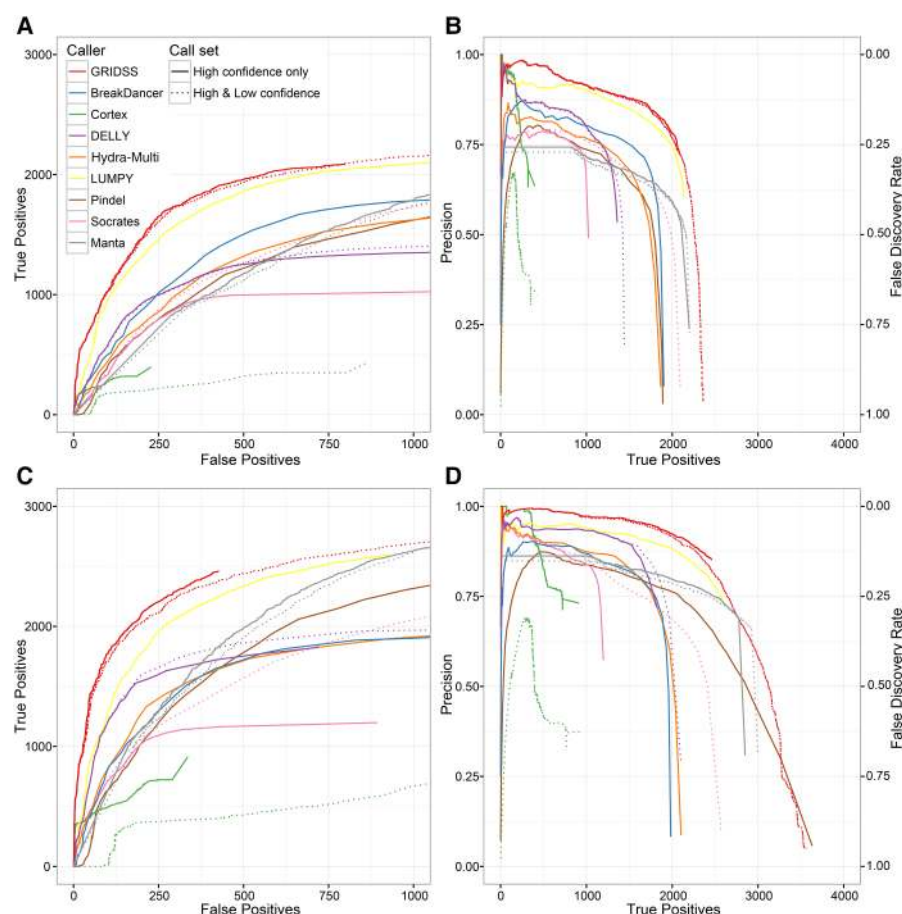 A
3000
2000
1000
0
True Positives
0
250
500
750
1000
False Positives
Caller
GRIDSS
BreakDancer
Cortex
DELLY
Hydra-Multi
LUMPY
Pindel
Socrates
Manta
Call set
High confidence only
High & Low confidence
B
1.00
0.75
0.50
0.25
0.00
Precision
0.00
0.25
0.50
0.75
1.00
False Discovery Rate
0
1000
2000
3000
4000
True Positives
C
3000
2000
1000
0
True Positives
0
250
500
750
1000
False Positives
D
1.00
0.75
0.50
0.25
0.00
Precision
0.00
0.25
0.50
0.75
1.00
False Discovery Rate
0
1000
2000
3000
4000
True Positives